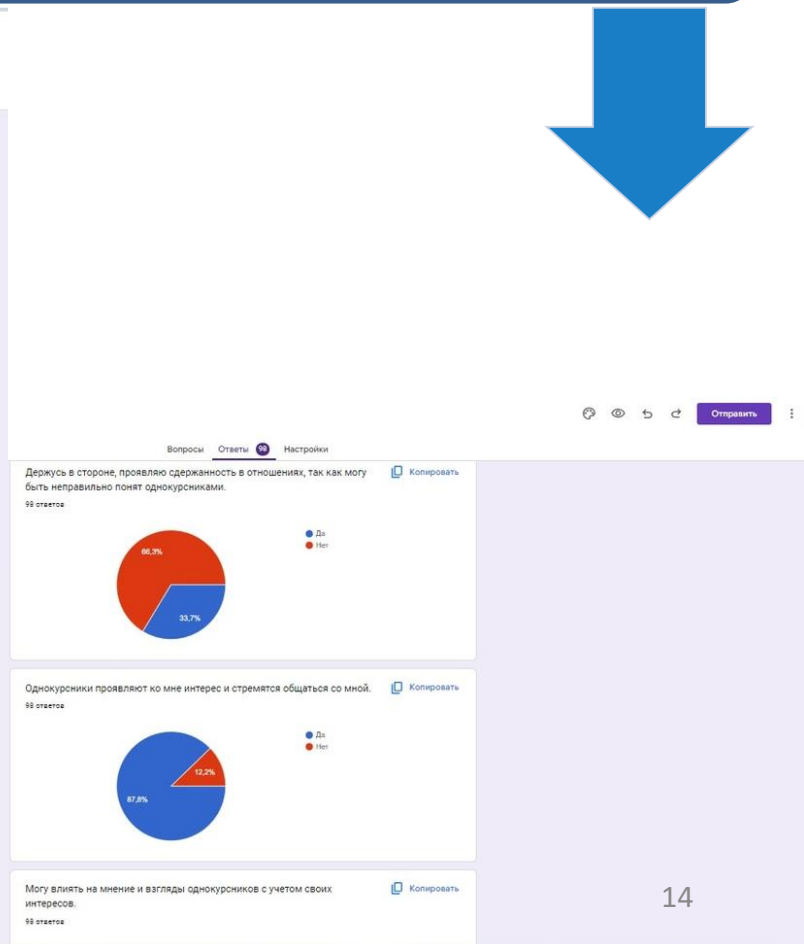 Отправить
Вопросы Ответы 98 Настройки
Держусь в стороне, проявляю сдержанность в отношениях, так как могу
быть неправильно понят однокурсниками.
Копировать
98 ответов
Да
Нет
66,3%
33,7%
Однокурсники проявляют ко мне интерес и стремятся общаться со мной.
Копировать
98 ответов
Да
Нет
12,2%
87,8%
Могу влиять на мнение и взгляды однокурсников с учетом своих
интересов.
Копировать
98 ответов
14